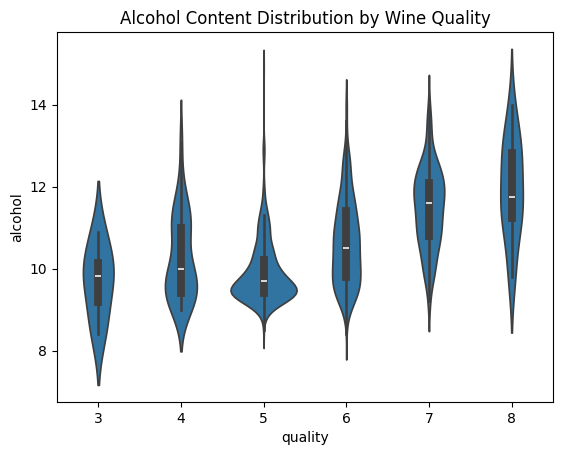 Alcohol Content Distribution by Wine Quality
alcohol
14
12
10
8
3 4 5 6 7 8
quality